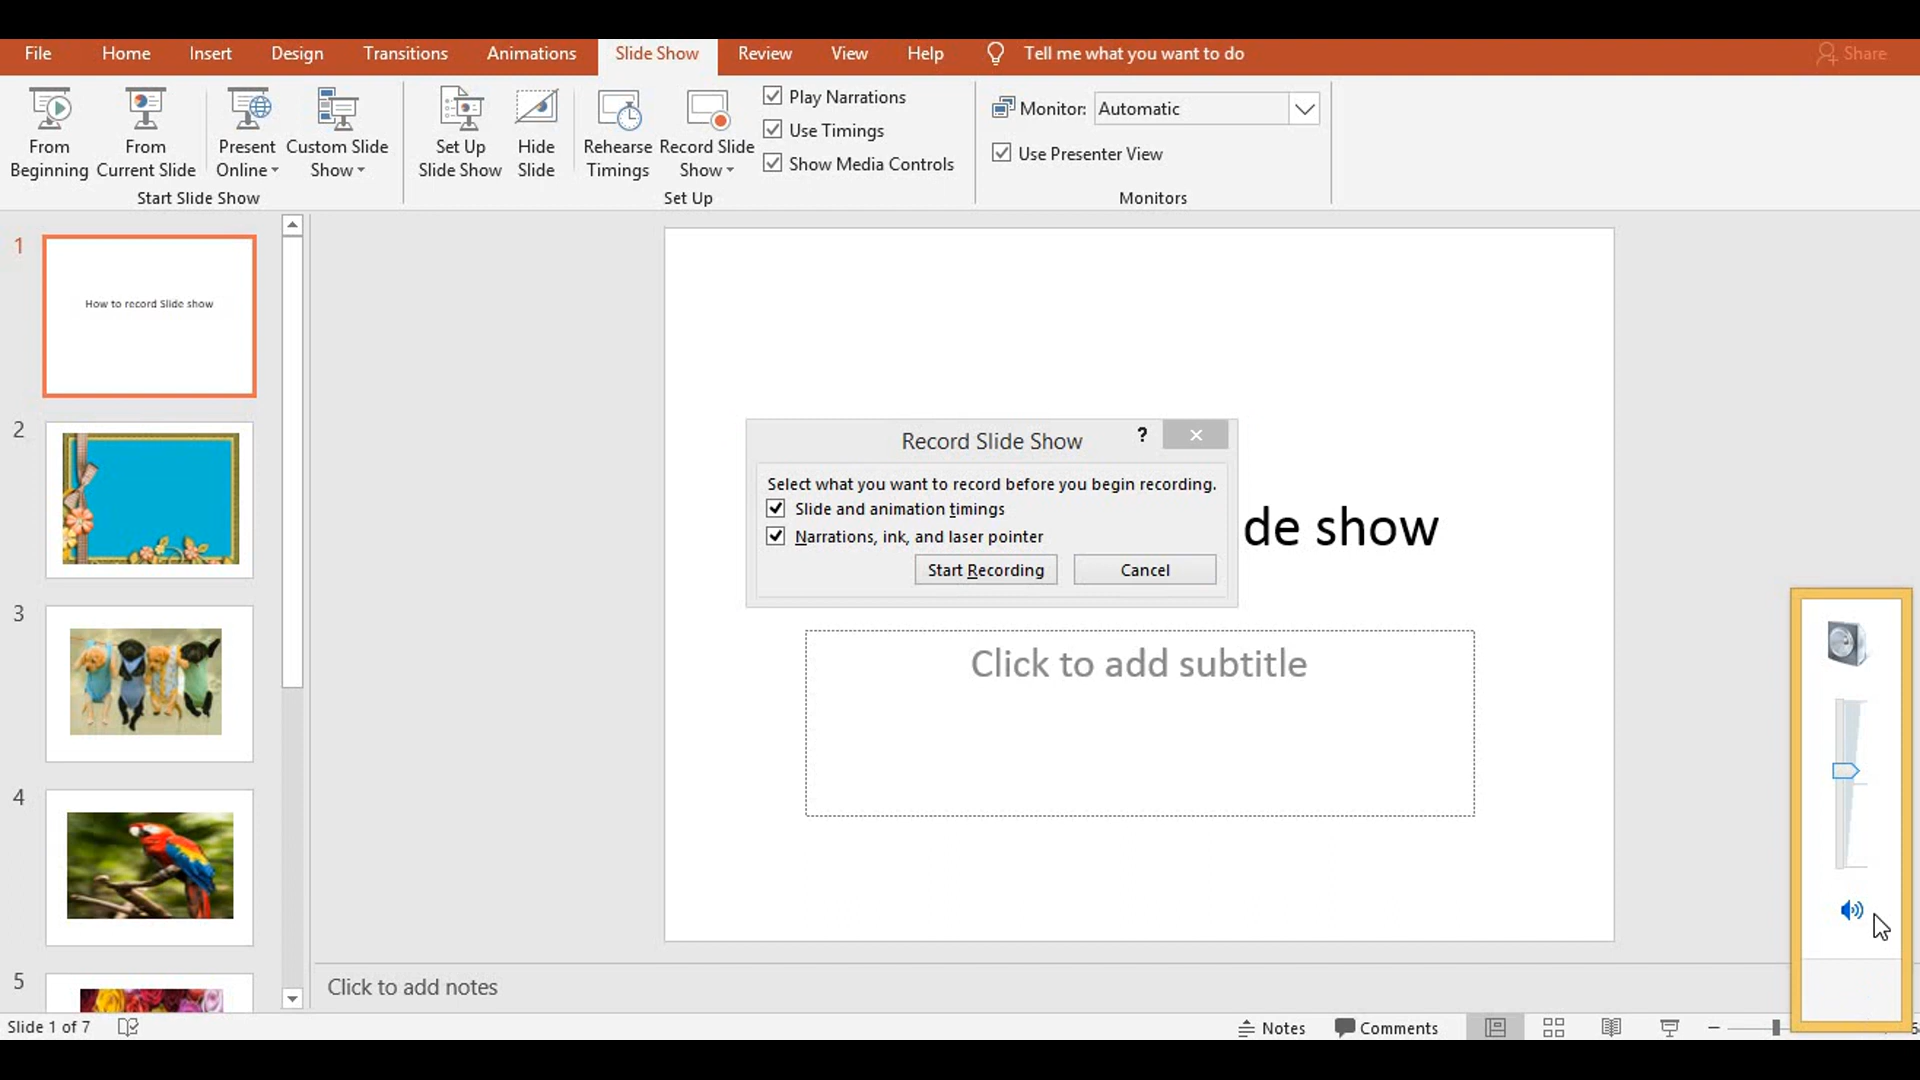 File Home Insert Design Transitions Animations Slide Show Review View Help Tell me what you want to do Share
From Beginning
From Current Slide
Present Online
Custom Slide Show
Start Slide Show
Set Up Slide Show
Hide Slide
Rehearse Timings
Record Slide Show
Play Narrations
Use Timings
Show Media Controls
Set Up
Monitor: Automatic
Use Presenter View
Monitors
1
How to record Slide show
2
3
4
5
Record Slide Show ?
Select what you want to record before you begin recording.
Slide and animation timings
Narrations, ink, and laser pointer
Start Recording Cancel
de show
Click to add subtitle
Click to add notes
Slide 1 of 7 Notes Comments